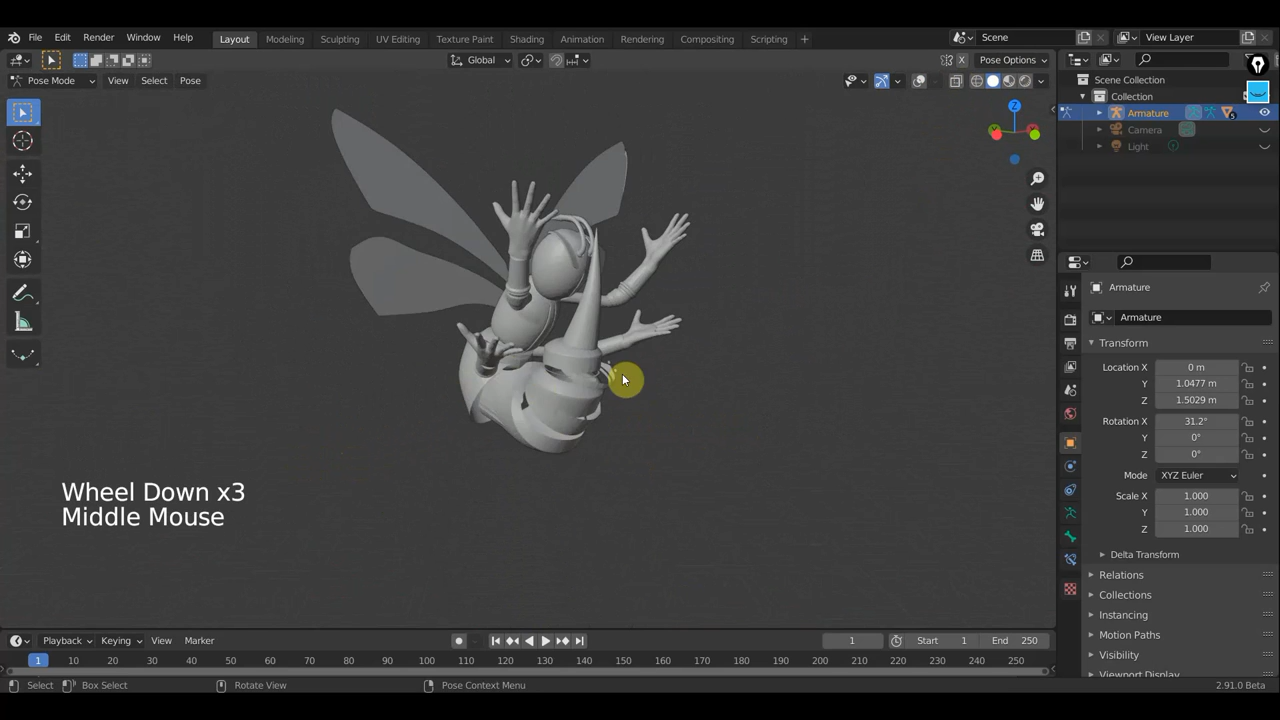 File Edit Render Window Help Layout Modeling Sculpting UV Editing Texture Paint Shading Animation Rendering Compositing Scripting + Scene View Layer
Global Pose Options
Pose Mode View Select Pose
Scene Collection
Collection
Armature
Camera
Light
Armature
Armature
Transform
Location X 0 m
Y 1.0477 m
Z 1.5029 m
Rotation X 31.2°
Y 0°
Z 0°
Mode XYZ Euler
Scale X 1.000
Y 1.000
Z 1.000
Delta Transform
Relations
Collections
Instancing
Motion Paths
Visibility
Viewport Display
Wheel Down x3
Middle Mouse
Playback Keying View Marker 1 Start 1 End 250
1 10 20 30 40 50 60 70 80 90 100 110 120 130 140 150 160 170 180 190 200 210 220 230 240 250
Select Box Select Rotate View Pose Context Menu 2.91.0 Beta